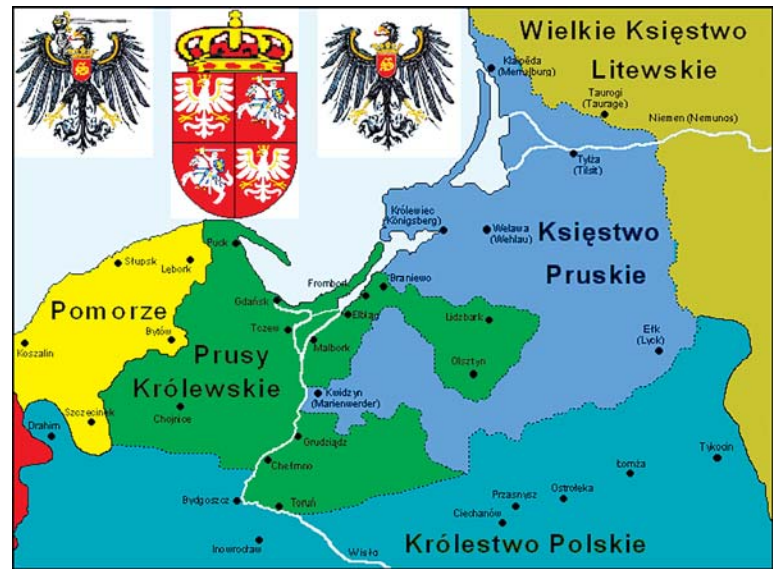 Wielkie Księstwo
Litewskie
Kłaipėda
(Memelburg)
Taurogi
(Taurage)
Niemen (Nemunos)
Tylża
(Tilsit)
Królewiec
(Königsberg)
Weława
(Wehlau)
Księstwo
Pruskie
Puck
Słupsk
Lębork
Frombork
Braniewo
Gdańsk
Elbląg
Lidzbark
Pomorze
Tczew
Bytów
Malbork
Koszalin
Prusy
Królewskie
Ełk
(Lyck)
Olsztyn
Kwidzyn
(Marienwerder)
Szczecinek
Chojnice
Drahim
Grudziądz
Chełmno
Tykocin
Łomża
Bydgoszcz
Toruń
Przasnysz
Ostrołęka
Ciechanów
Inowrocław
Wisła
Królestwo Polskie